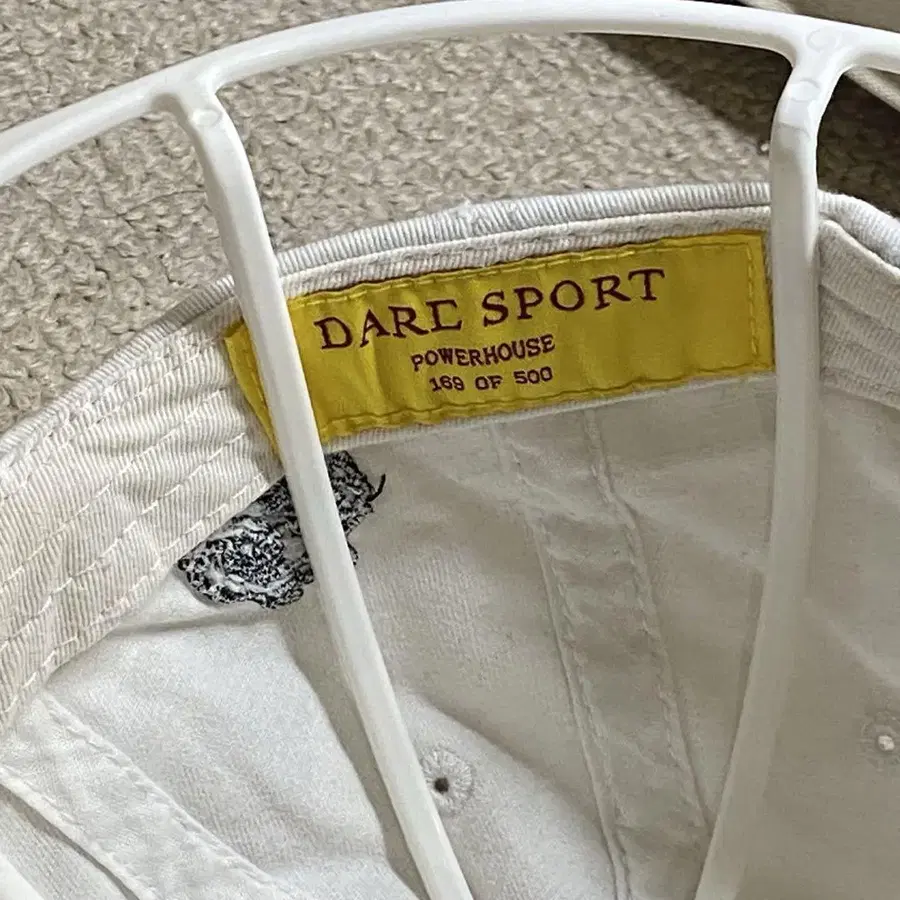 DARE SPORT
POWERHOUSE
169 OF 500